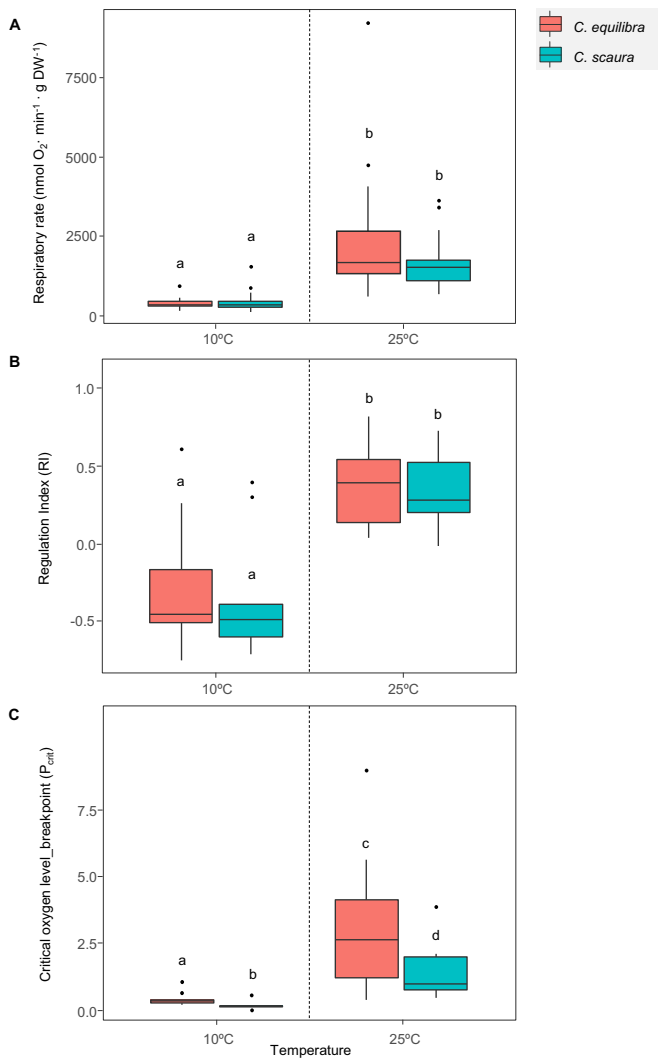 A
C. equilibra
C. scaura
Respiratory rate (nmol O₂· min⁻¹ · g DW⁻¹)
7500
5000
2500
0
a
a
b
b
10ºC
25ºC
B
Regulation Index (RI)
1.0
0.5
0.0
-0.5
a
a
b
b
10ºC
25ºC
C
Critical oxygen level_breakpoint (P꜀ᵣᵢₜ)
7.5
5.0
2.5
0.0
a
b
c
d
10ºC
25ºC
Temperature